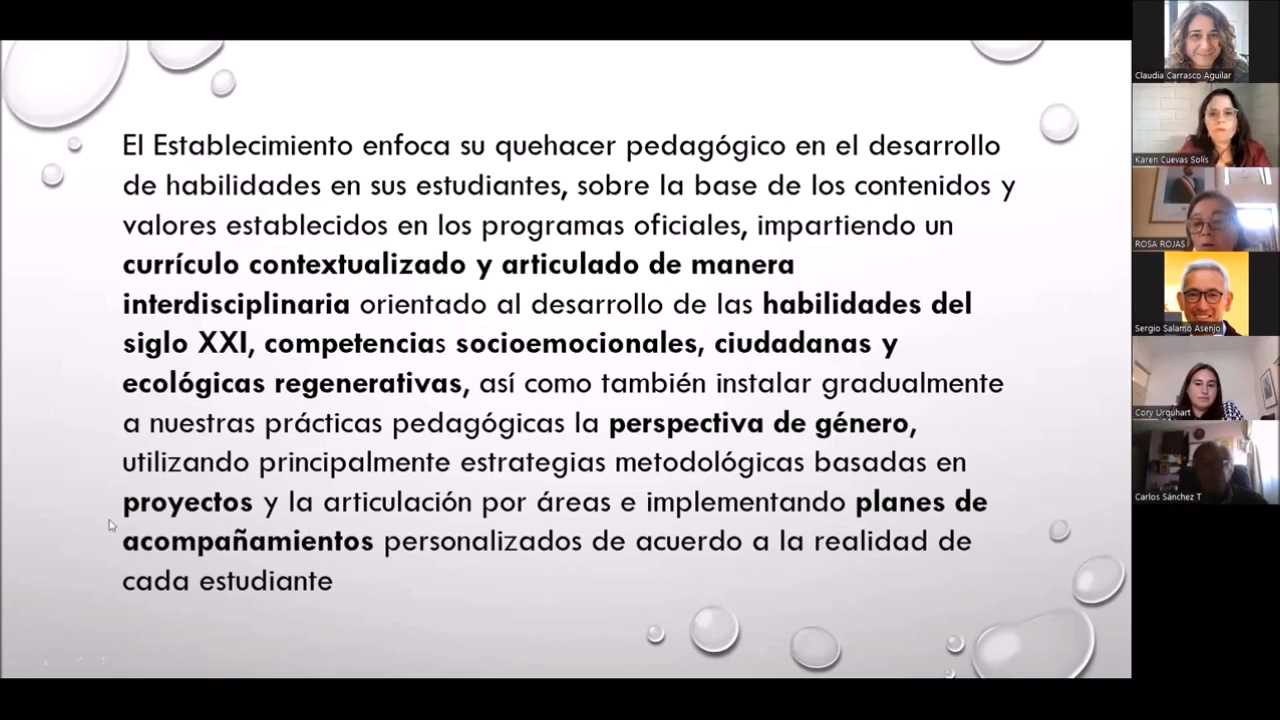 El Establecimiento enfoca su quehacer pedagógico en el desarrollo
de habilidades en sus estudiantes, sobre la base de los contenidos y
valores establecidos en los programas oficiales, impartiendo un
currículo contextualizado y articulado de manera
interdisciplinaria orientado al desarrollo de las habilidades del
siglo XXI, competencias socioemocionales, ciudadanas y
ecológicas regenerativas, así como también instalar gradualmente
a nuestras prácticas pedagógicas la perspectiva de género,
utilizando principalmente estrategias metodológicas basadas en
proyectos y la articulación por áreas e implementando planes de
acompañamientos personalizados de acuerdo a la realidad de
cada estudiante
Claudia Carrasco Aguilar
Karen Cuevas Solís
ROSA ROJAS
Sergio Salamó Asenjo
Cory Urquhart
Carlos Sánchez T